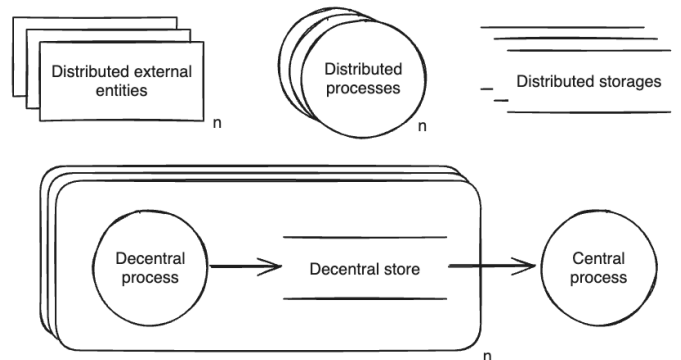 Distributed external
entities
n
Distributed
processes
n
Distributed storages
Decentral
process
Decentral store
Central
process
n